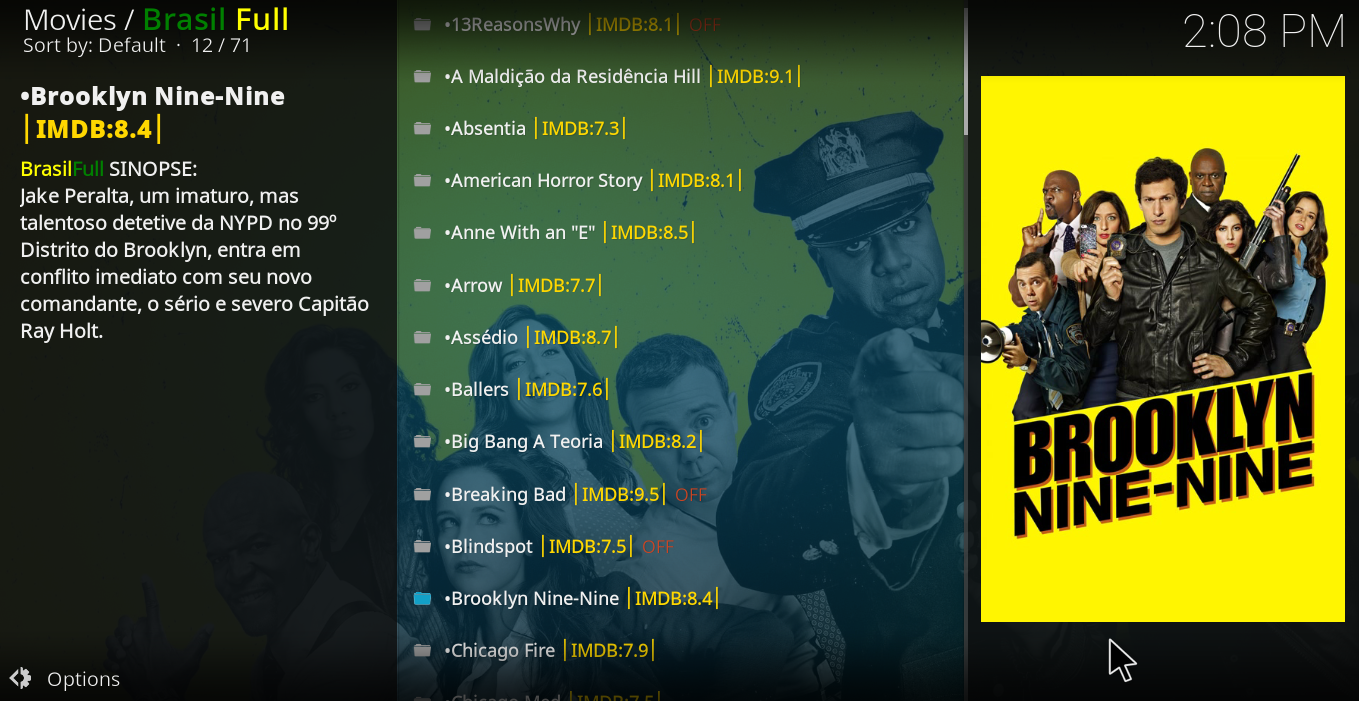 Movies / Brasil Full
Sort by: Default · 12 / 71
2:08 PM
•Brooklyn Nine-Nine
|IMDB:8.4|
BrasilFull SINOPSE:
Jake Peralta, um imaturo, mas
talentoso detetive da NYPD no 99º
Distrito do Brooklyn, entra em
conflito imediato com seu novo
comandante, o sério e severo Capitão
Ray Holt.
•13ReasonsWhy |IMDB:8.1| OFF
•A Maldição da Residência Hill |IMDB:9.1|
•Absentia |IMDB:7.3|
•American Horror Story |IMDB:8.1|
•Anne With an "E" |IMDB:8.5|
•Arrow |IMDB:7.7|
•Assédio |IMDB:8.7|
•Ballers |IMDB:7.6|
•Big Bang A Teoria |IMDB:8.2|
•Breaking Bad |IMDB:9.5| OFF
•Blindspot |IMDB:7.5| OFF
•Brooklyn Nine-Nine |IMDB:8.4|
•Chicago Fire |IMDB:7.9|
•Chicago Med |IMDB:7.5|
BROOKLYN
NINE-NINE
Options